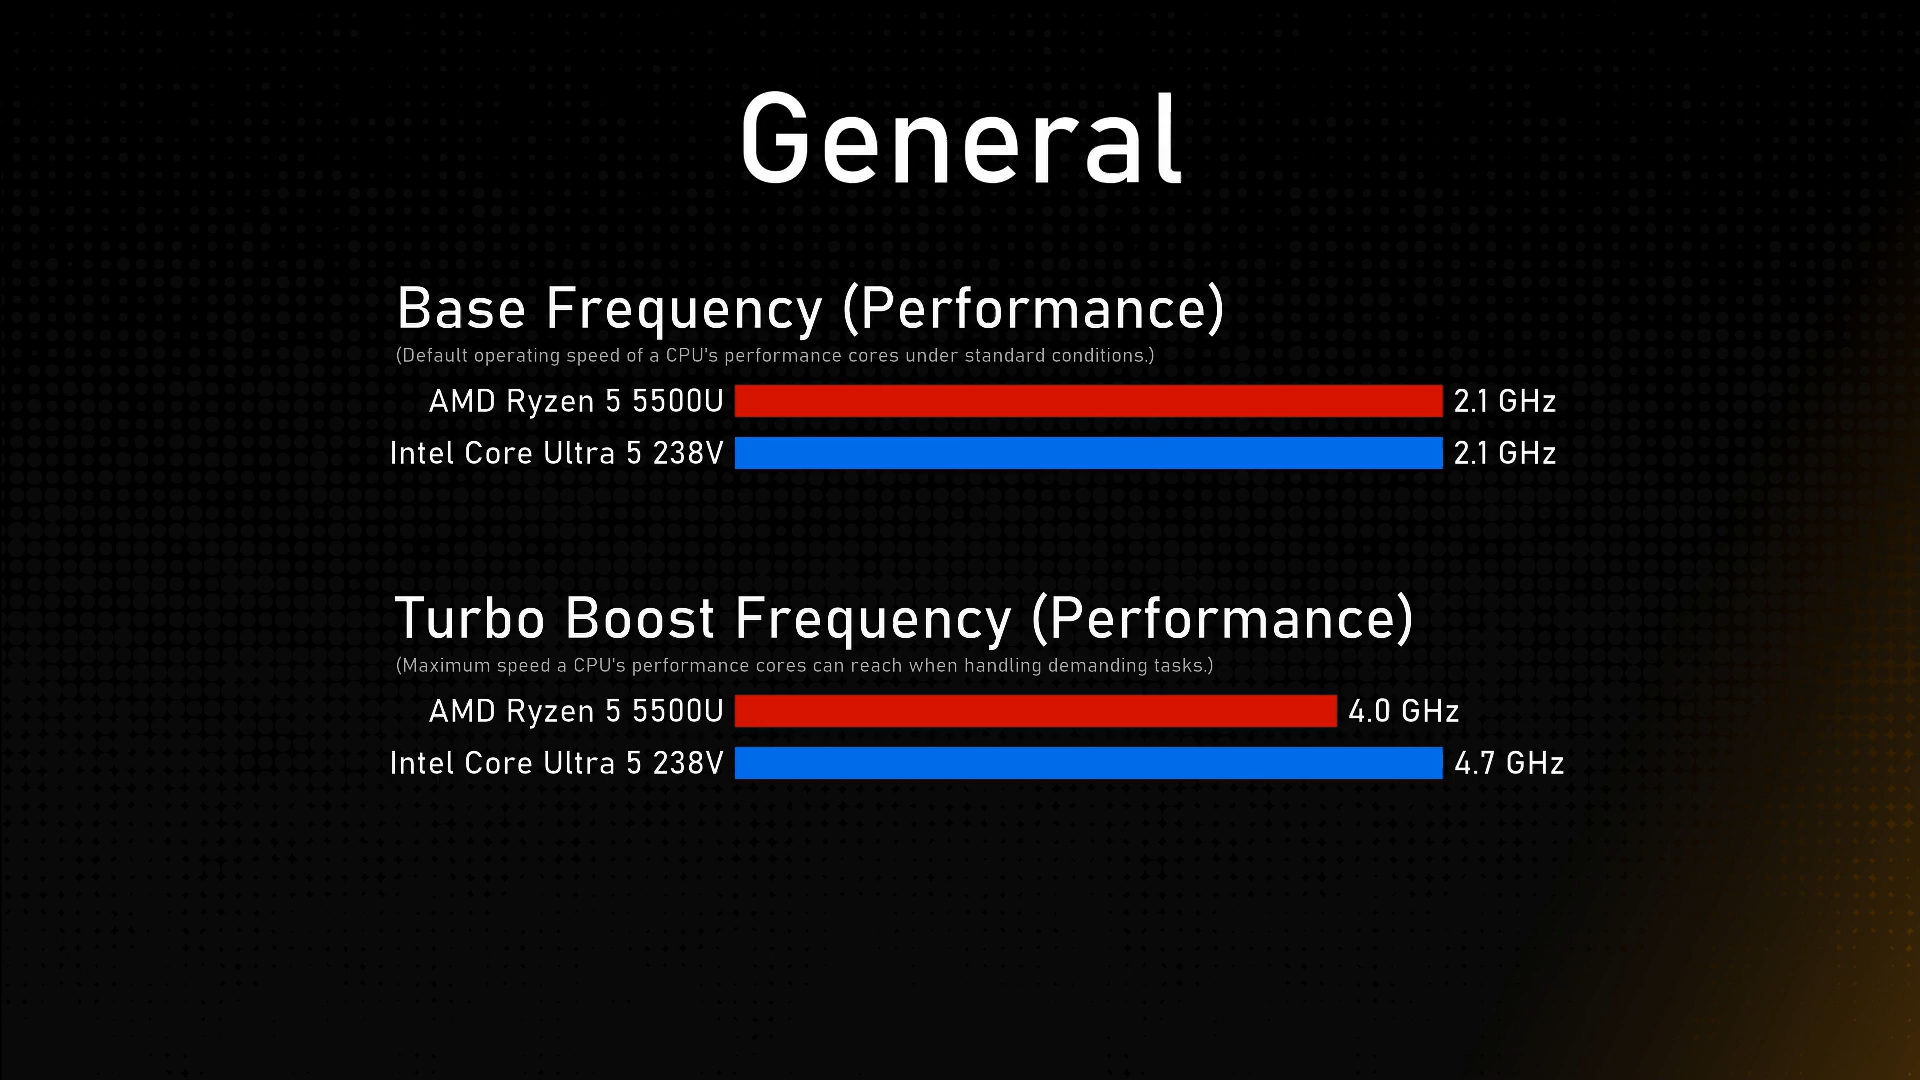 General
Base Frequency (Performance)
(Default operating speed of a CPU's performance cores under standard conditions.)
AMD Ryzen 5 5500U 2.1 GHz
Intel Core Ultra 5 238V 2.1 GHz
Turbo Boost Frequency (Performance)
(Maximum speed a CPU's performance cores can reach when handling demanding tasks.)
AMD Ryzen 5 5500U 4.0 GHz
Intel Core Ultra 5 238V 4.7 GHz